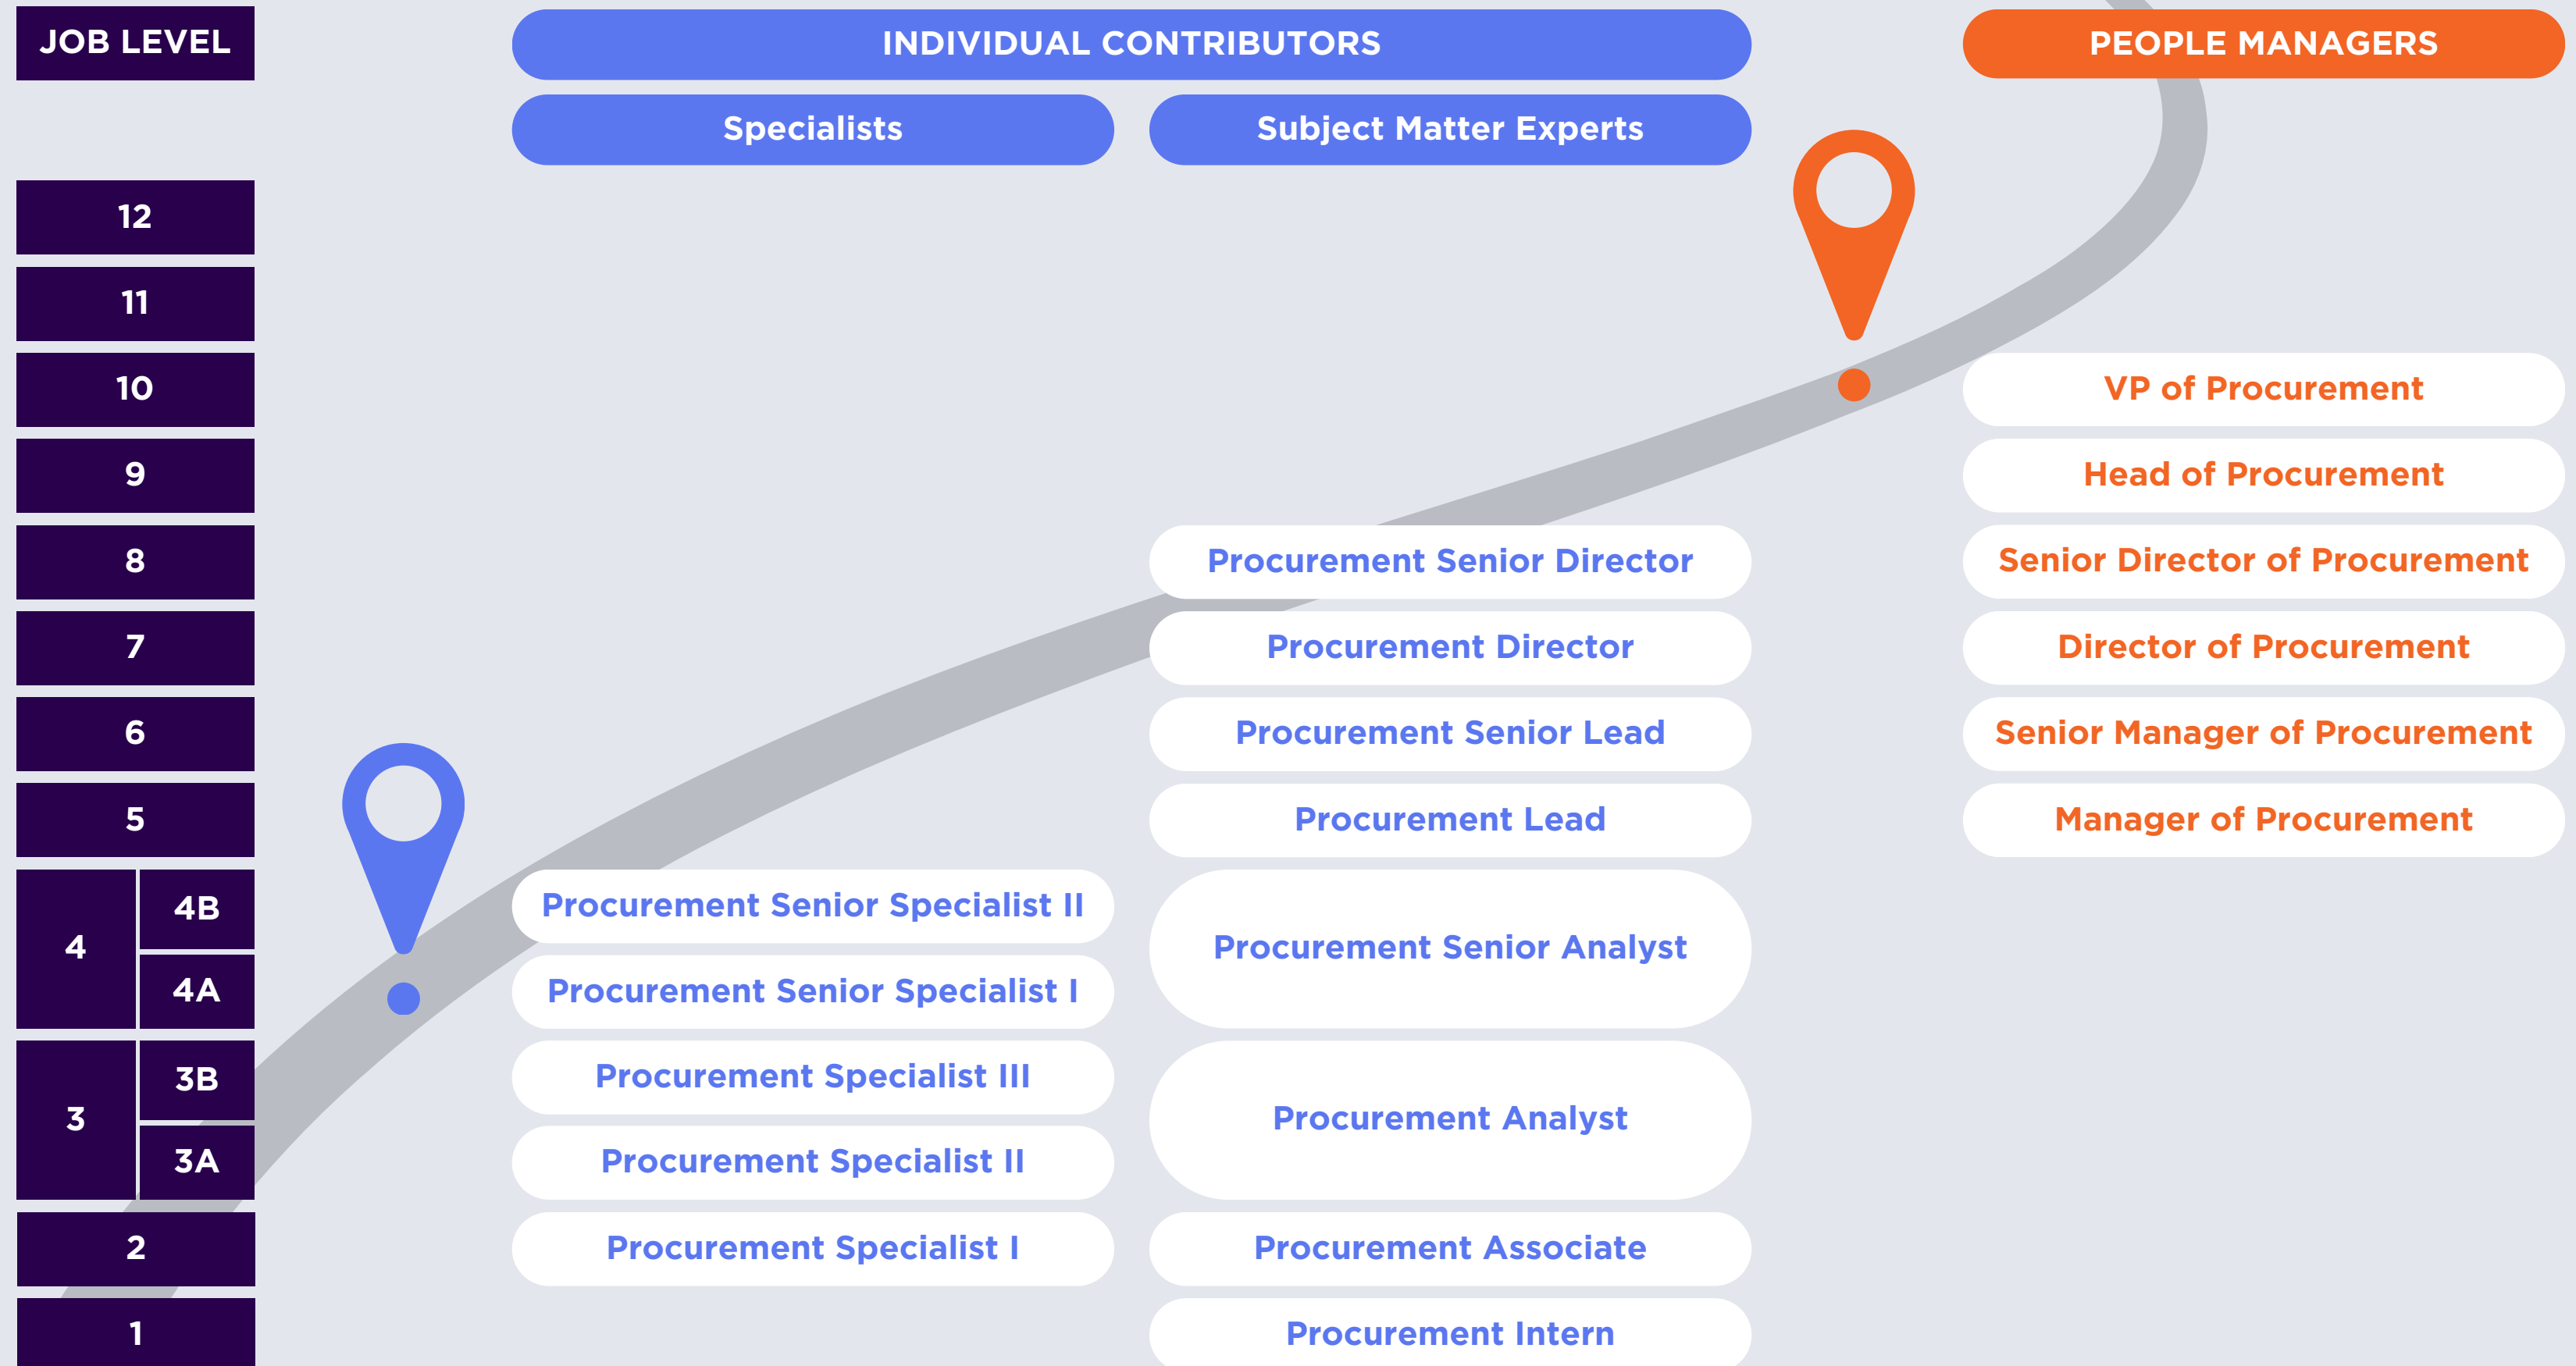 JOB LEVEL
INDIVIDUAL CONTRIBUTORS
PEOPLE MANAGERS
Specialists
Subject Matter Experts
12
11
10
VP of Procurement
9
Head of Procurement
8
Procurement Senior Director
Senior Director of Procurement
7
Procurement Director
Director of Procurement
6
Procurement Senior Lead
Senior Manager of Procurement
5
Procurement Lead
Manager of Procurement
4
4B
Procurement Senior Specialist II
Procurement Senior Analyst
4A
Procurement Senior Specialist I
3
3B
Procurement Specialist III
Procurement Analyst
3A
Procurement Specialist II
2
Procurement Specialist I
Procurement Associate
1
Procurement Intern